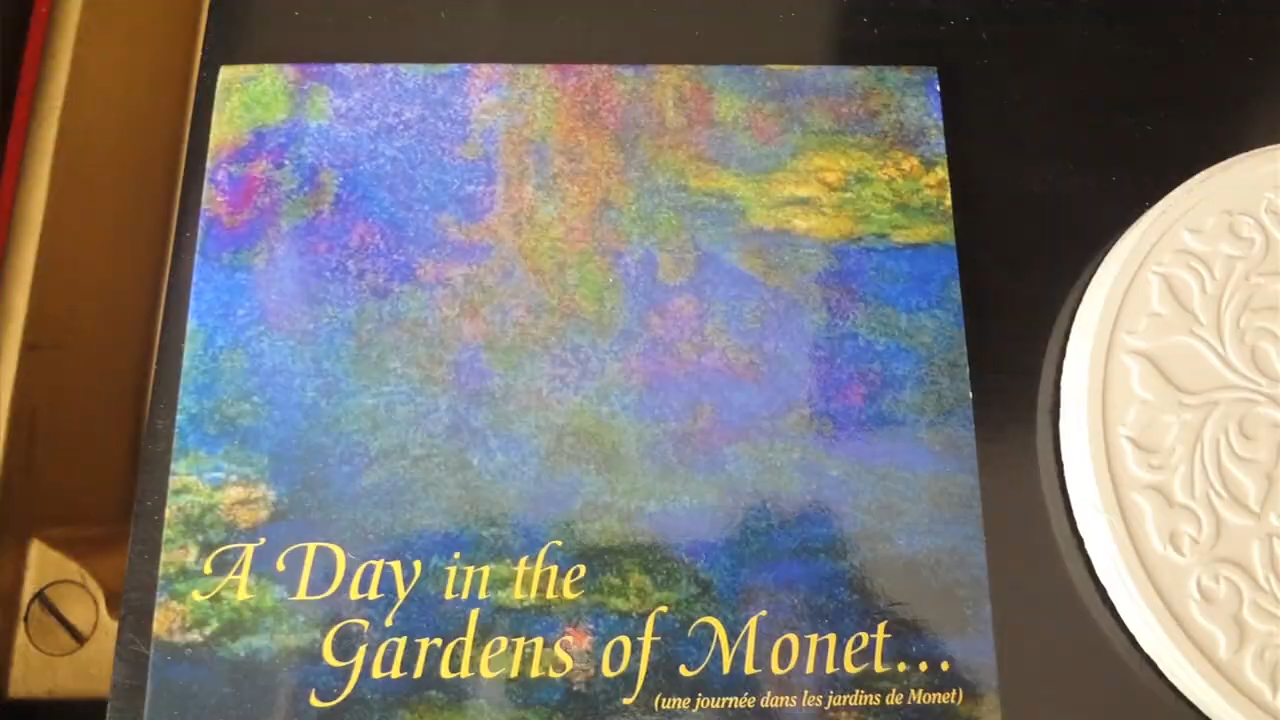 A Day in the
Gardens of Monet...
(une journée dans les jardins de Monet)